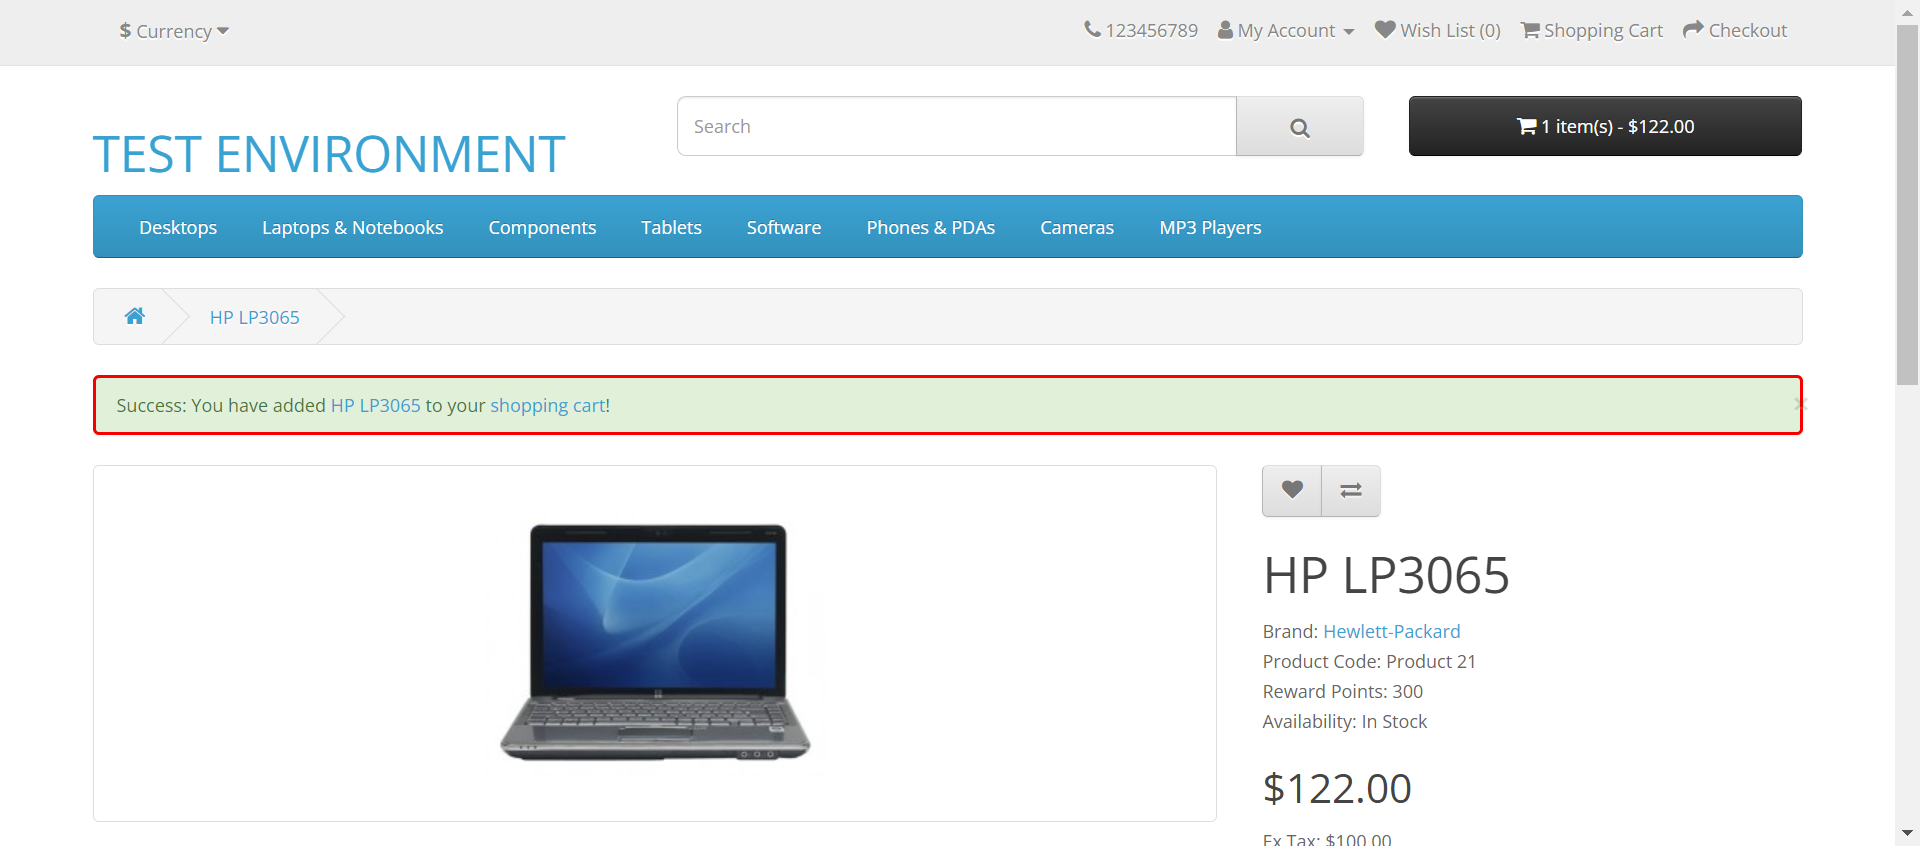 $ Currency
123456789 My Account Wish List (0) Shopping Cart Checkout
TEST ENVIRONMENT
Search
1 item(s) - $122.00
Desktops Laptops & Notebooks Components Tablets Software Phones & PDAs Cameras MP3 Players
HP LP3065
Success: You have added HP LP3065 to your shopping cart!
×
HP LP3065
Brand: Hewlett-Packard
Product Code: Product 21
Reward Points: 300
Availability: In Stock
$122.00
Ex Tax: $100.00